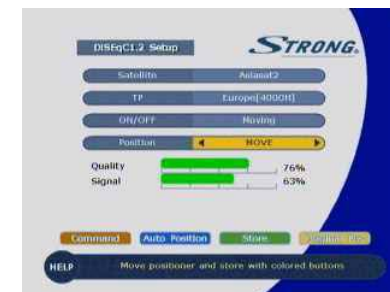 DISEqC1.2 Setup
STRONG.
Satellite Asiasat2
TP Europe[4000H]
ON/OFF Moving
Position MOVE
Quality 76%
Signal 63%
Command Auto Position Store
HELP Move positioner and store with colored buttons